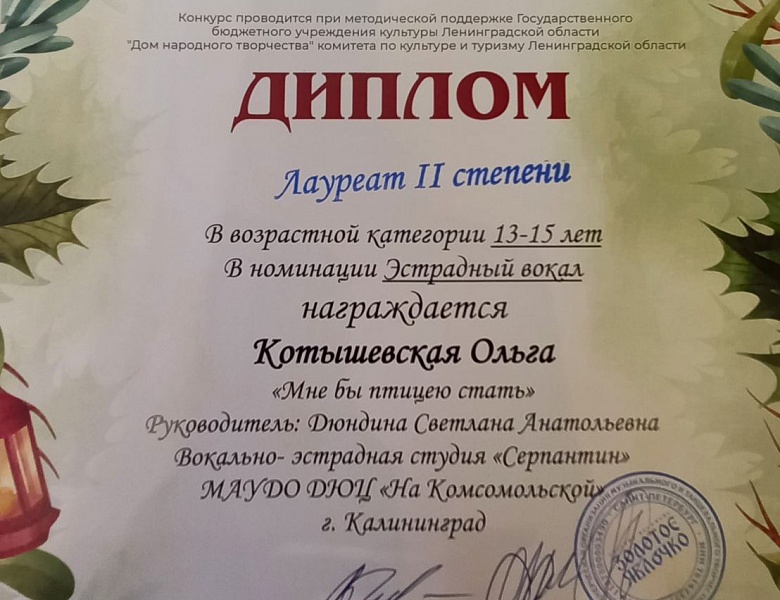 Конкурс проводится при методической поддержке Государственного
бюджетного учреждения культуры Ленинградской области
"Дом народного творчества" комитета по культуре и туризму Ленинградской области
ДИПЛОМ
Лауреат II степени
В возрастной категории 13-15 лет
В номинации Эстрадный вокал
награждается
Котышевская Ольга
«Мне бы птицею стать»
Руководитель: Дюндина Светлана Анатольевна
Вокально- эстрадная студия «Серпантин»
МАУДО ДЮЦ «На Комсомольской»
г. Калининград
САНКТ-ПЕТЕРБУРГ
ЗОЛОТОЕ
ЯБЛОЧКО